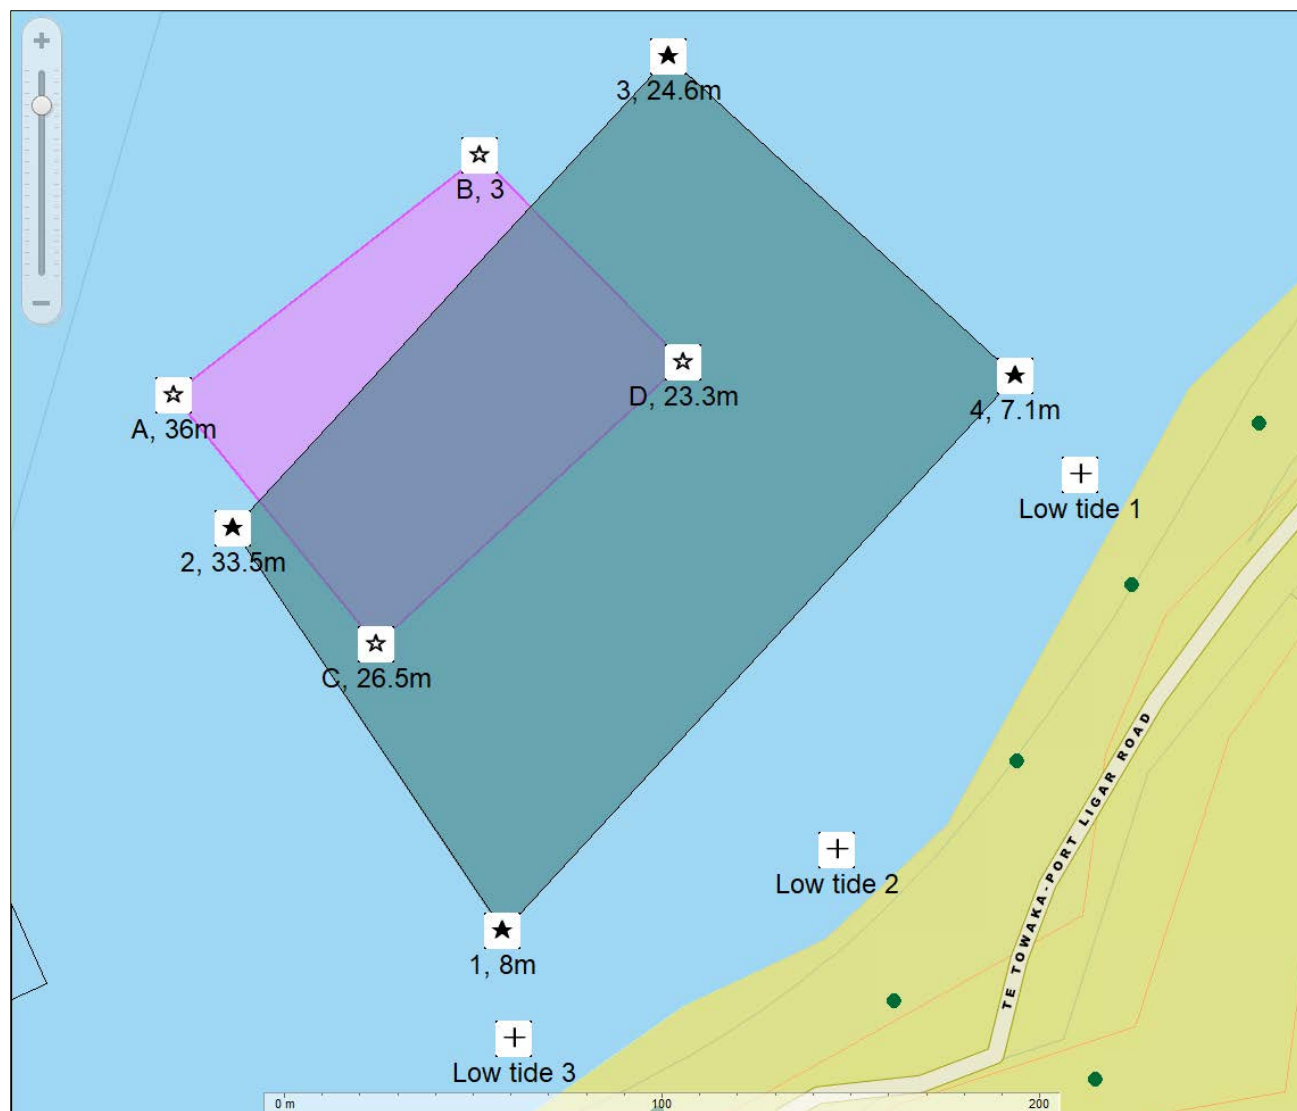 3, 24.6m
B, 3
D, 23.3m
4, 7.1m
A, 36m
Low tide 1
2, 33.5m
C, 26.5m
TE TOWAKA-PORT LIGAR ROAD
Low tide 2
1, 8m
Low tide 3
0 m 100 200